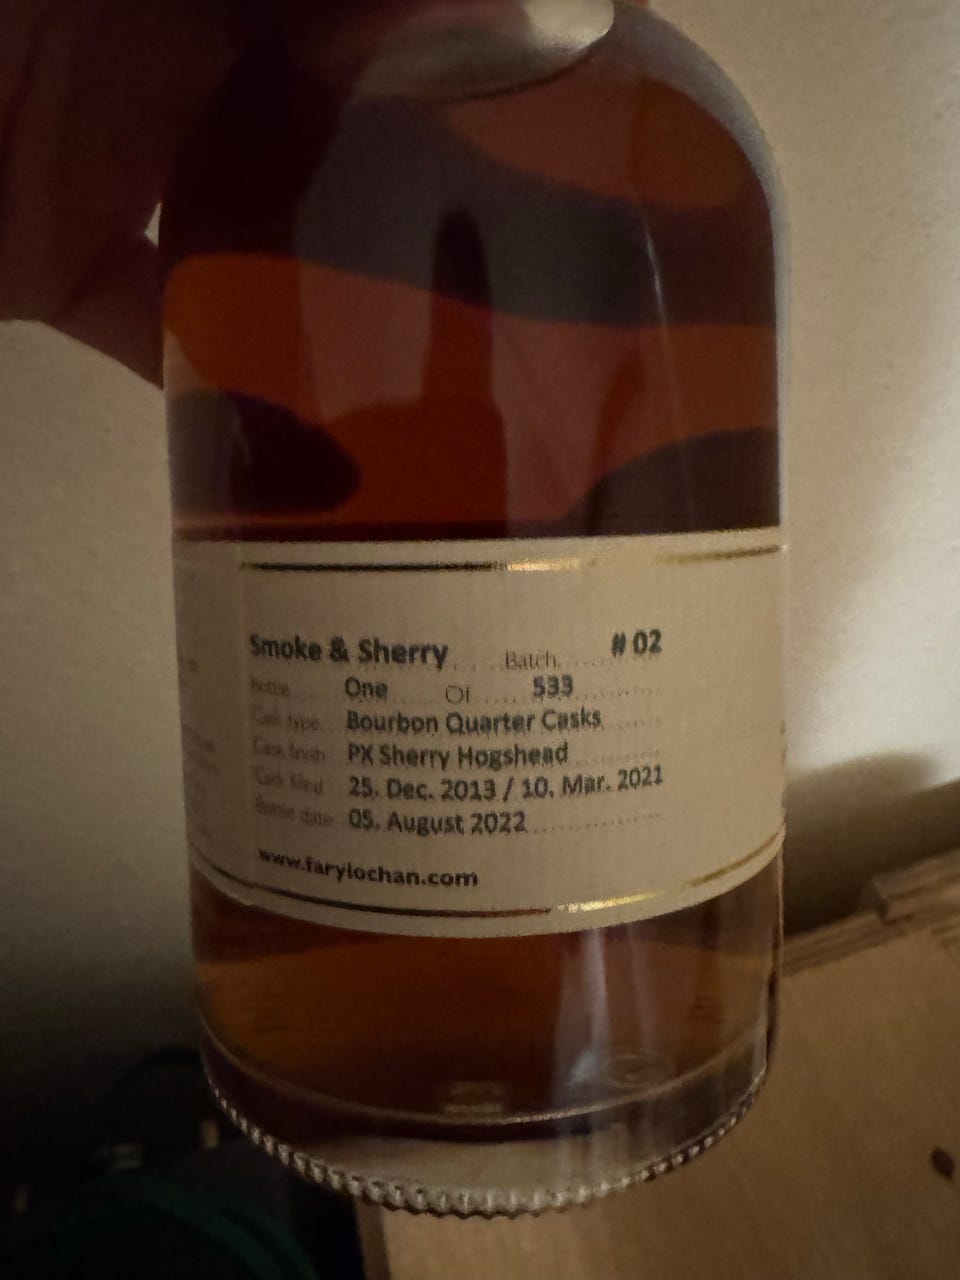 Smoke & Sherry Batch # 02
Bottle One Of 533
Cask type Bourbon Quarter Casks
Cask finish PX Sherry Hogshead
Cask filled 25. Dec. 2013 / 10. Mar. 2021
Bottle date 05. August 2022
www.farylochan.com